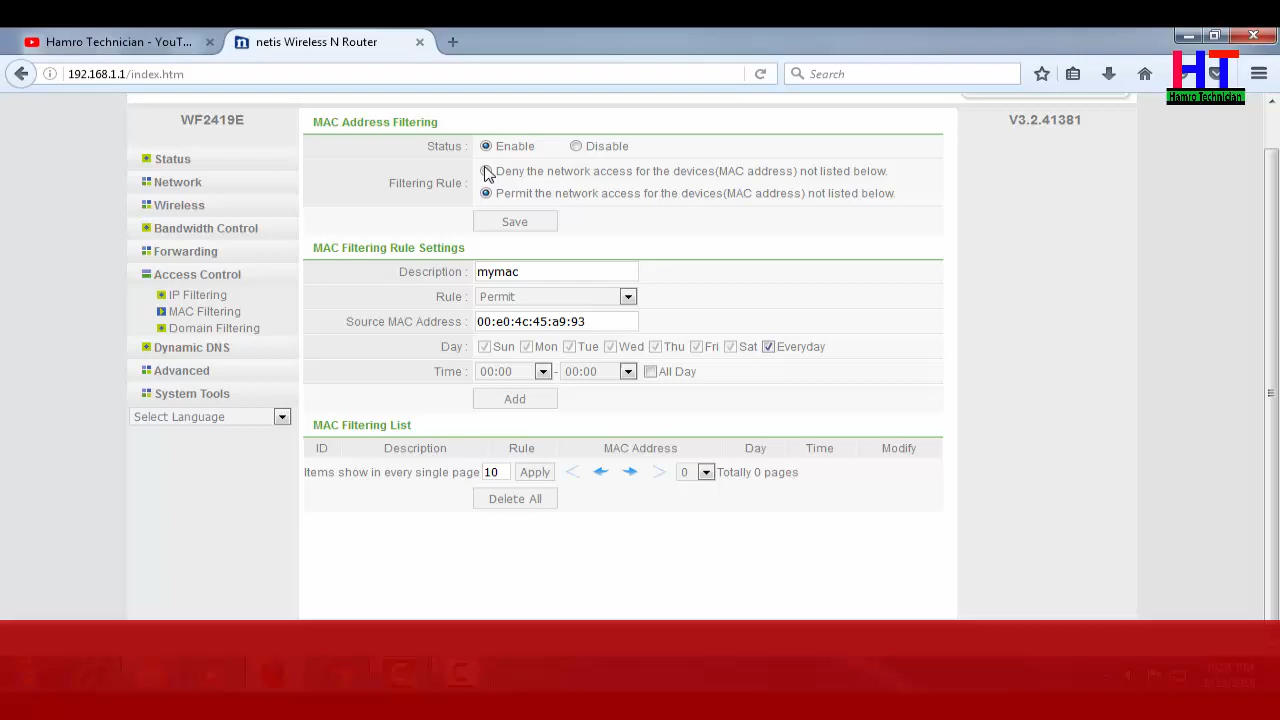 Hamro Technician - YouT...
netis Wireless N Router
192.168.1.1/index.htm
Search
HT
Hamro Technician
WF2419E
V3.2.41381
Status
Network
Wireless
Bandwidth Control
Forwarding
Access Control
IP Filtering
MAC Filtering
Domain Filtering
Dynamic DNS
Advanced
System Tools
Select Language
MAC Address Filtering
Status : Enable Disable
Filtering Rule : Deny the network access for the devices(MAC address) not listed below.
Permit the network access for the devices(MAC address) not listed below.
Save
MAC Filtering Rule Settings
Description : mymac
Rule : Permit
Source MAC Address : 00:e0:4c:45:a9:93
Day : Sun Mon Tue Wed Thu Fri Sat Everyday
Time : 00:00 - 00:00 All Day
Add
MAC Filtering List
ID Description Rule MAC Address Day Time Modify
Items show in every single page 10 Apply 0 Totally 0 pages
Delete All